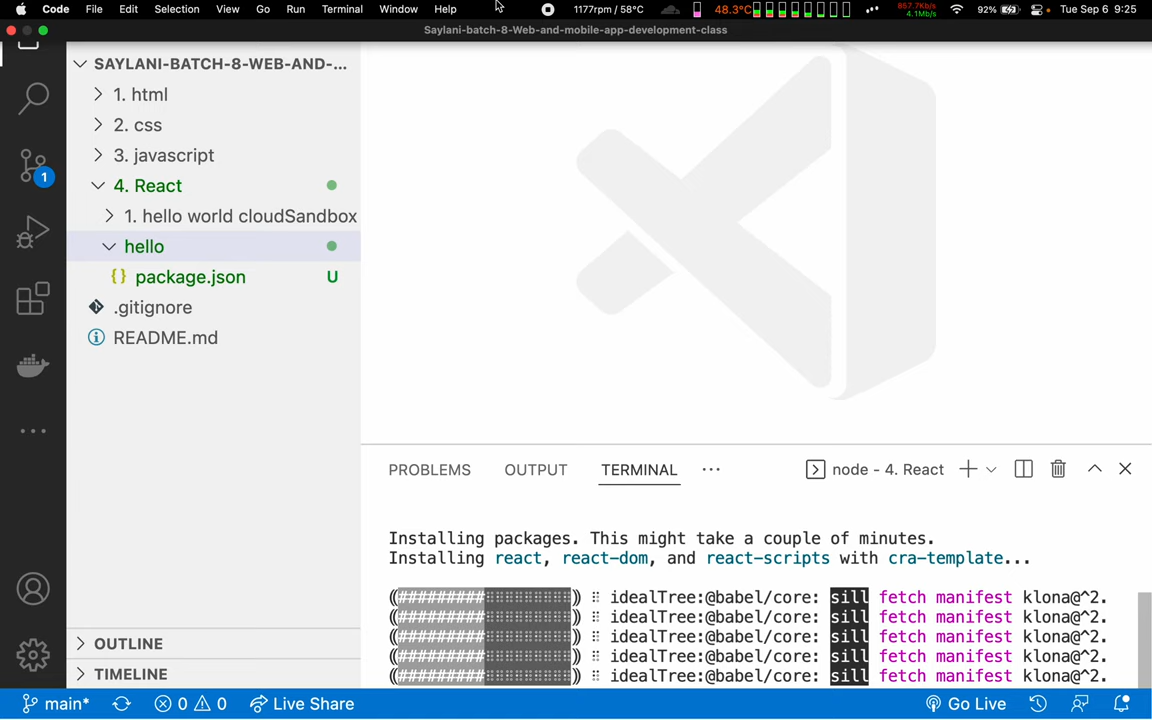 Code File Edit Selection View Go Run Terminal Window Help 1177rpm / 58°C 48.3°C 857.7Kb/s 4.1Mb/s 92% Tue Sep 6 9:25
Saylani-batch-8-Web-and-mobile-app-development-class
SAYLANI-BATCH-8-WEB-AND-...
1. html
2. css
3. javascript
4. React
1. hello world cloudSandbox
hello
{} package.json U
.gitignore
README.md
OUTLINE
TIMELINE
1
PROBLEMS OUTPUT TERMINAL ... node - 4. React
Installing packages. This might take a couple of minutes.
Installing react, react-dom, and react-scripts with cra-template...
((#########⠿⠿⠿⠿⠿⠿⠿⠿⠿)) ⠿ idealTree:@babel/core: sill fetch manifest klona@^2.
((#########⠿⠿⠿⠿⠿⠿⠿⠿⠿)) ⠿ idealTree:@babel/core: sill fetch manifest klona@^2.
((#########⠿⠿⠿⠿⠿⠿⠿⠿⠿)) ⠿ idealTree:@babel/core: sill fetch manifest klona@^2.
((#########⠿⠿⠿⠿⠿⠿⠿⠿⠿)) ⠿ idealTree:@babel/core: sill fetch manifest klona@^2.
((#########⠿⠿⠿⠿⠿⠿⠿⠿⠿)) ⠿ idealTree:@babel/core: sill fetch manifest klona@^2.
main* 0 0 Live Share Go Live